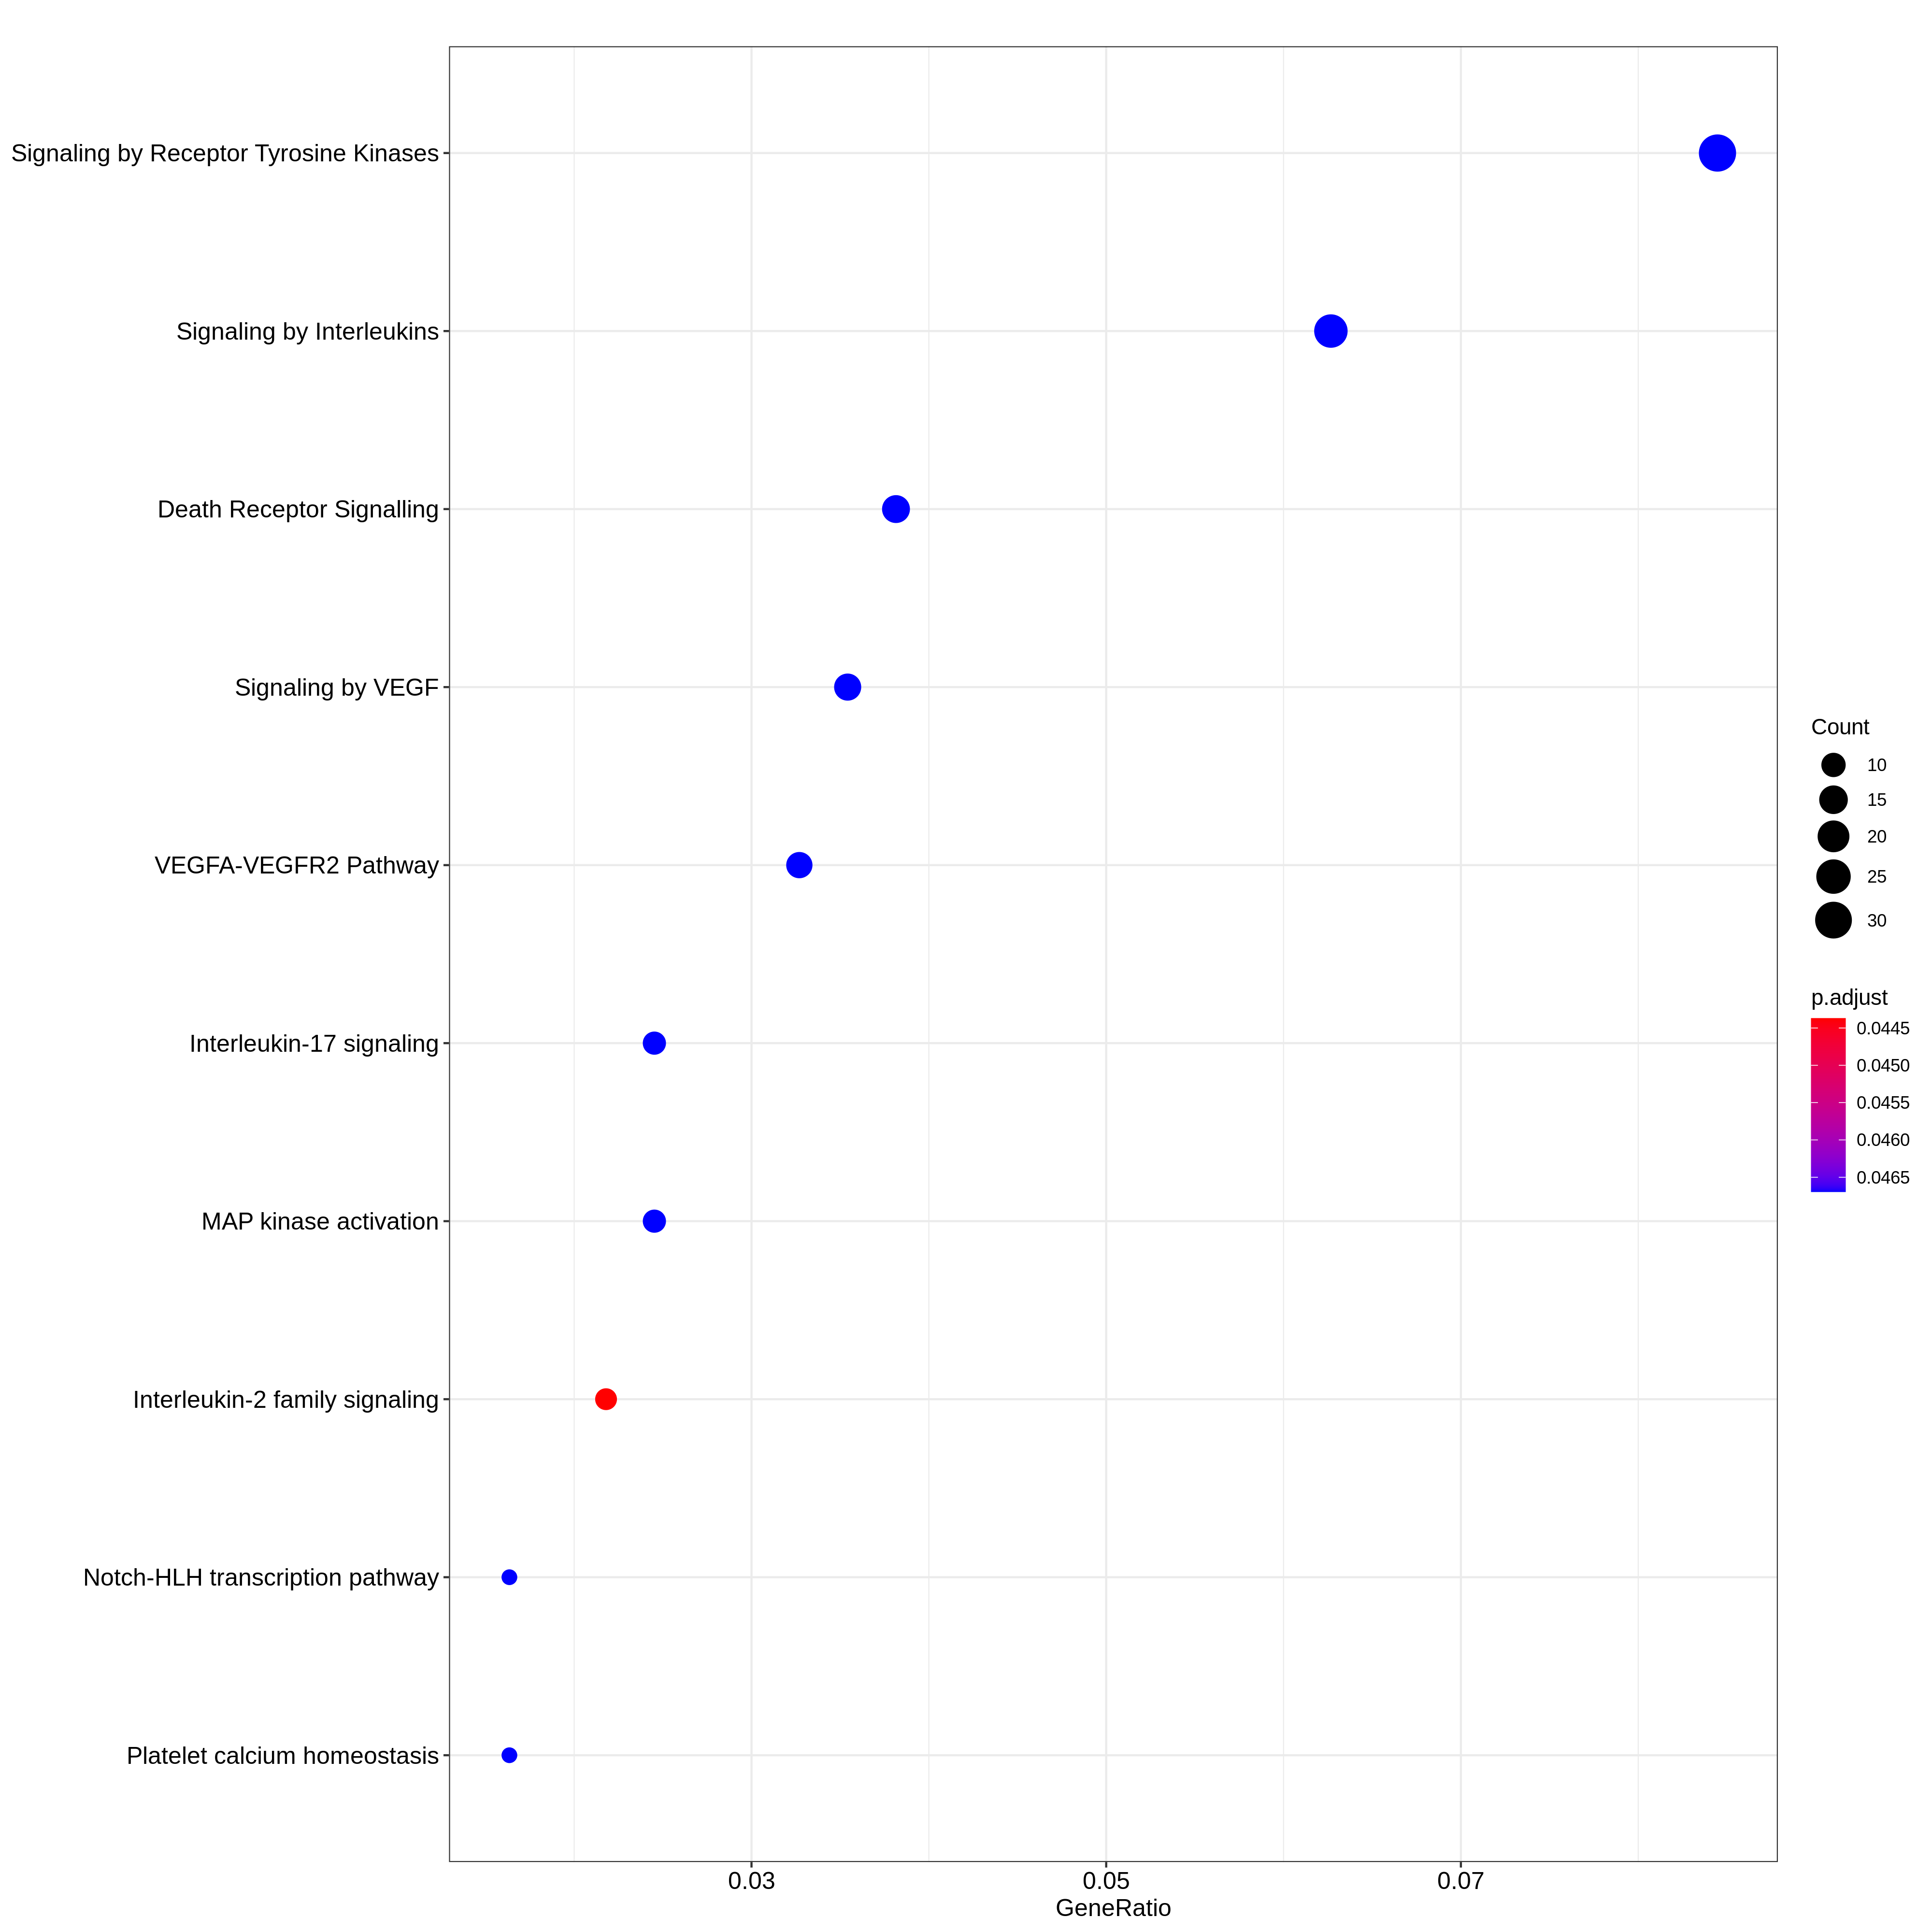 Signaling by Receptor Tyrosine Kinases
Signaling by Interleukins
Death Receptor Signalling
Signaling by VEGF
VEGFA-VEGFR2 Pathway
Interleukin-17 signaling
MAP kinase activation
Interleukin-2 family signaling
Notch-HLH transcription pathway
Platelet calcium homeostasis
0.03 0.05 0.07
GeneRatio
Count
10
15
20
25
30
p.adjust
0.0445
0.0450
0.0455
0.0460
0.0465